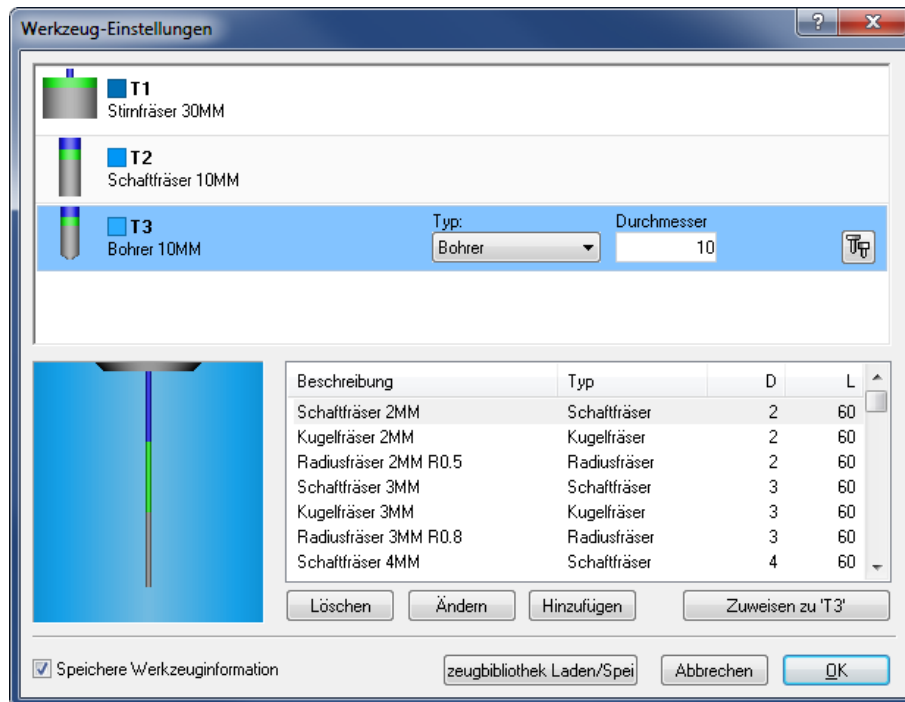 Werkzeug-Einstellungen
?
T1
Stirnfräser 30MM
T2
Schaftfräser 10MM
T3
Bohrer 10MM
Typ:
Bohrer
Durchmesser
10
Beschreibung Typ D L
Schaftfräser 2MM Schaftfräser 2 60
Kugelfräser 2MM Kugelfräser 2 60
Radiusfräser 2MM R0.5 Radiusfräser 2 60
Schaftfräser 3MM Schaftfräser 3 60
Kugelfräser 3MM Kugelfräser 3 60
Radiusfräser 3MM R0.8 Radiusfräser 3 60
Schaftfräser 4MM Schaftfräser 4 60
Löschen Ändern Hinzufügen Zuweisen zu 'T3'
Speichere Werkzeuginformation
zeugbibliothek Laden/Spei Abbrechen OK